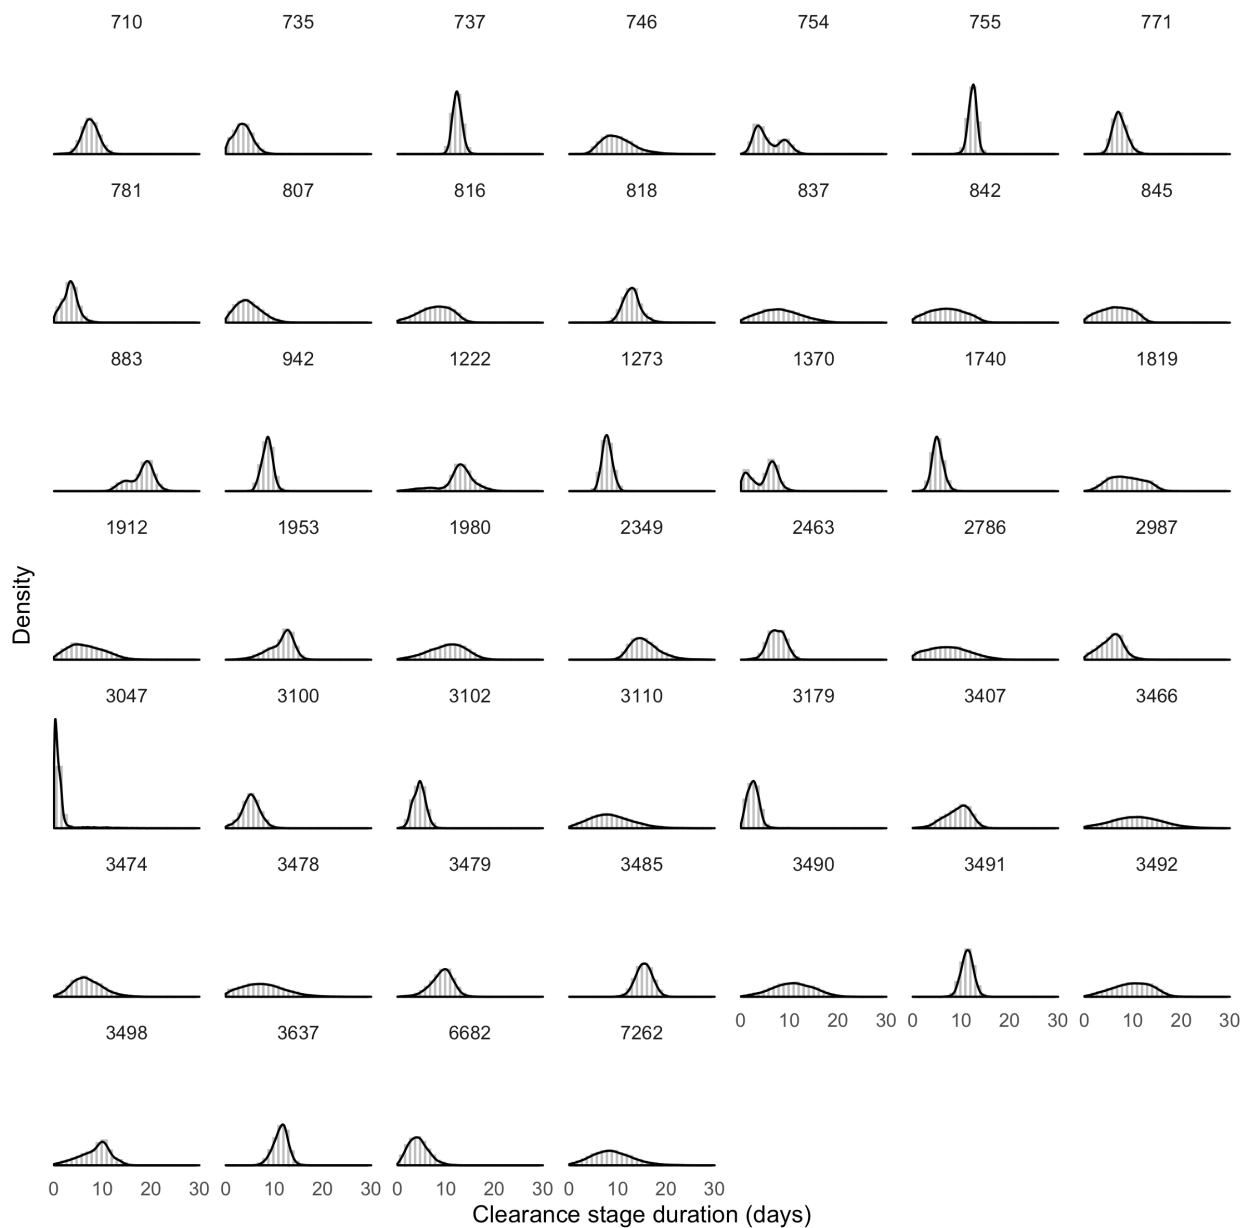 710 735 737 746 754 755 771
781 807 816 818 837 842 845
883 942 1222 1273 1370 1740 1819
1912 1953 1980 2349 2463 2786 2987
Density
3047 3100 3102 3110 3179 3407 3466
3474 3478 3479 3485 3490 3491 3492
0 10 20 30 0 10 20 30 0 10 20 30
3498 3637 6682 7262
0 10 20 30 0 10 20 30 0 10 20 30 0 10 20 30
Clearance stage duration (days)